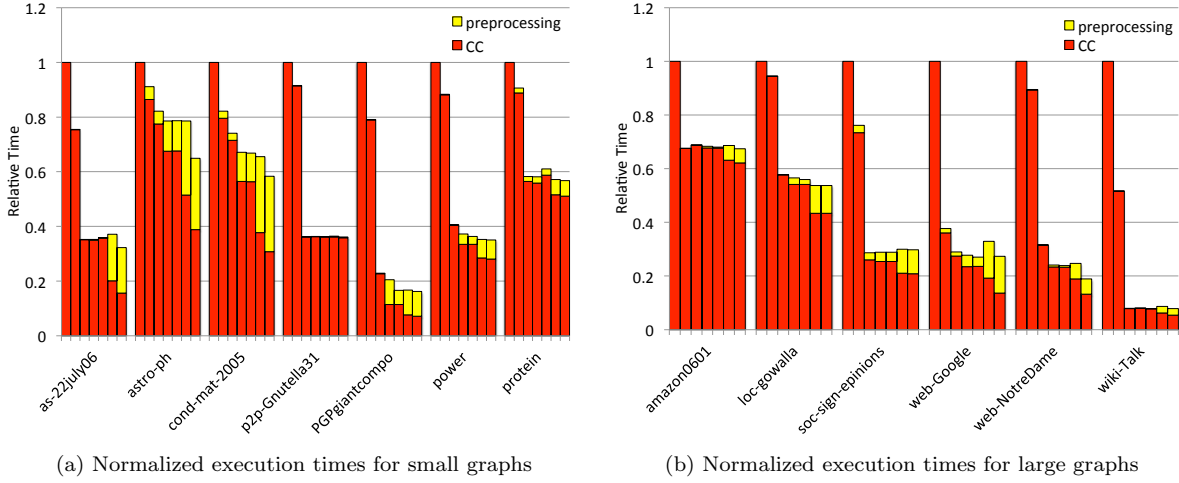 1.2
1
0.8
0.6
0.4
0.2
0
Relative Time
preprocessing
CC
as-22july06
astro-ph
cond-mat-2005
p2p-Gnutella31
PGPgiantcompo
power
protein
(a) Normalized execution times for small graphs
1.2
1
0.8
0.6
0.4
0.2
0
Relative Time
preprocessing
CC
amazon0601
loc-gowalla
soc-sign-epinions
web-Google
web-NotreDame
wiki-Talk
(b) Normalized execution times for large graphs